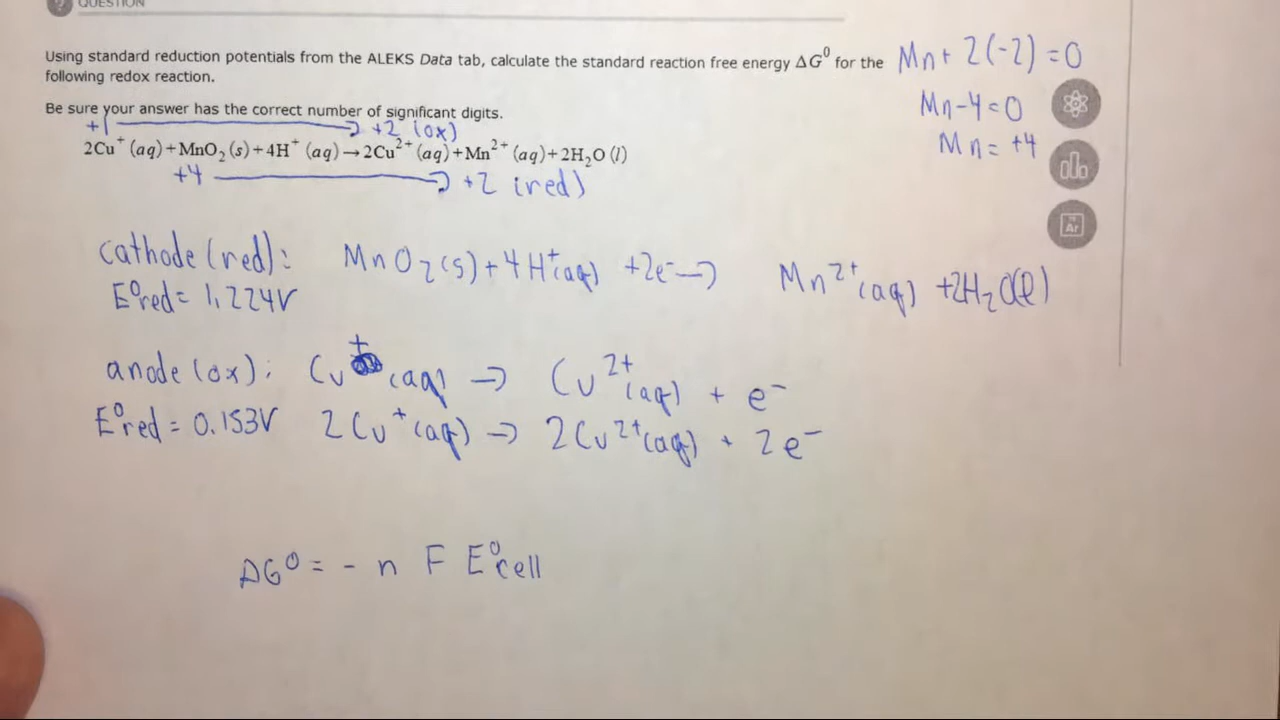 QUESTION
Using standard reduction potentials from the ALEKS Data tab, calculate the standard reaction free energy ΔG⁰ for the
following redox reaction.
Mn + 2(-2) = 0
Mn-4=0
Mn = +4
Be sure your answer has the correct number of significant digits.
+1 → +2 (ox)
2Cu⁺ (aq) + MnO₂ (s) + 4H⁺ (aq) → 2Cu²⁺ (aq) + Mn²⁺ (aq) + 2H₂O (l)
+4 → +2 (red)
cathode (red): MnO₂(s) + 4H⁺(aq) + 2e⁻ → Mn²⁺(aq) + 2H₂O(l)
E⁰red = 1.224V
anode (ox): Cu⁺(aq) → Cu²⁺(aq) + e⁻
E⁰red = 0.153V 2Cu⁺(aq) → 2Cu²⁺(aq) + 2e⁻
ΔG⁰ = - n F E⁰cell
Ar